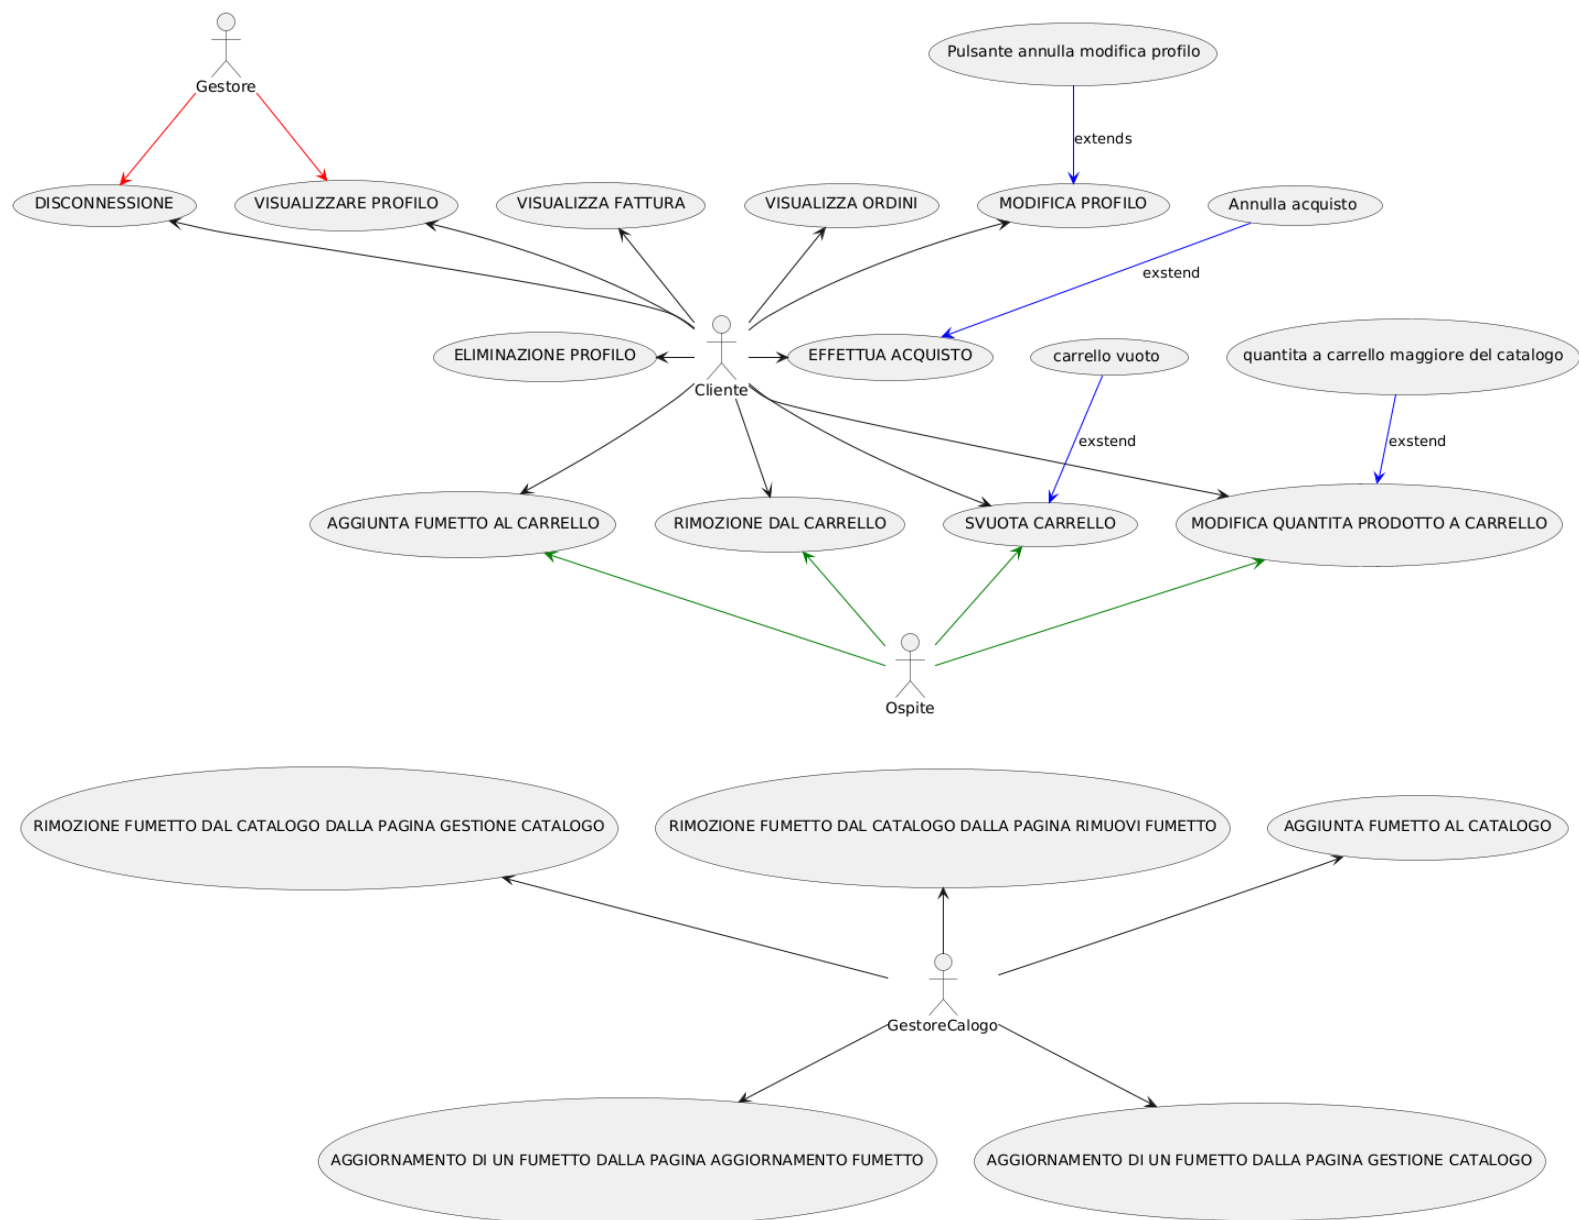 Gestore
Pulsante annulla modifica profilo
extends
DISCONNESSIONE
VISUALIZZARE PROFILO
VISUALIZZA FATTURA
VISUALIZZA ORDINI
MODIFICA PROFILO
Annulla acquisto
exstend
ELIMINAZIONE PROFILO
Cliente
EFFETTUA ACQUISTO
carrello vuoto
quantita a carrello maggiore del catalogo
exstend
exstend
AGGIUNTA FUMETTO AL CARRELLO
RIMOZIONE DAL CARRELLO
SVUOTA CARRELLO
MODIFICA QUANTITA PRODOTTO A CARRELLO
Ospite
RIMOZIONE FUMETTO DAL CATALOGO DALLA PAGINA GESTIONE CATALOGO
RIMOZIONE FUMETTO DAL CATALOGO DALLA PAGINA RIMUOVI FUMETTO
AGGIUNTA FUMETTO AL CATALOGO
GestoreCalogo
AGGIORNAMENTO DI UN FUMETTO DALLA PAGINA AGGIORNAMENTO FUMETTO
AGGIORNAMENTO DI UN FUMETTO DALLA PAGINA GESTIONE CATALOGO